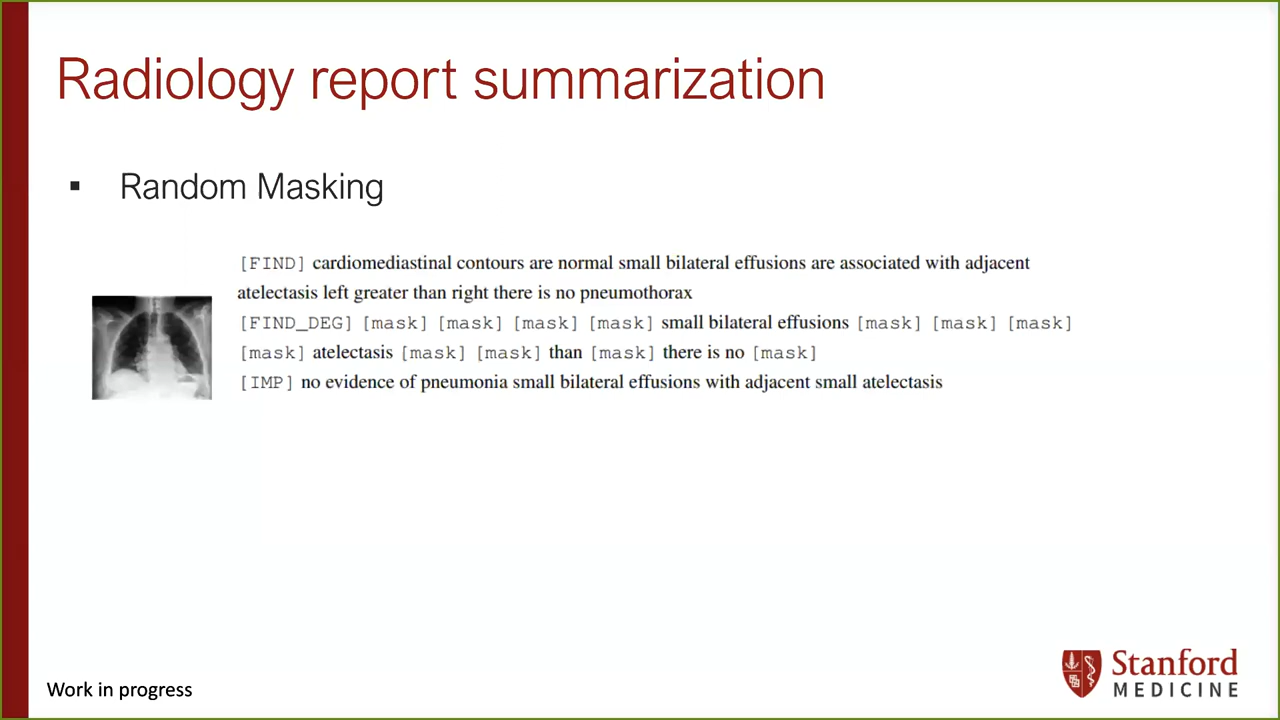 Radiology report summarization
▪ Random Masking
[FIND] cardiomediastinal contours are normal small bilateral effusions are associated with adjacent
atelectasis left greater than right there is no pneumothorax
[FIND_DEG] [mask] [mask] [mask] [mask] small bilateral effusions [mask] [mask] [mask]
[mask] atelectasis [mask] [mask] than [mask] there is no [mask]
[IMP] no evidence of pneumonia small bilateral effusions with adjacent small atelectasis
Work in progress
Stanford
MEDICINE